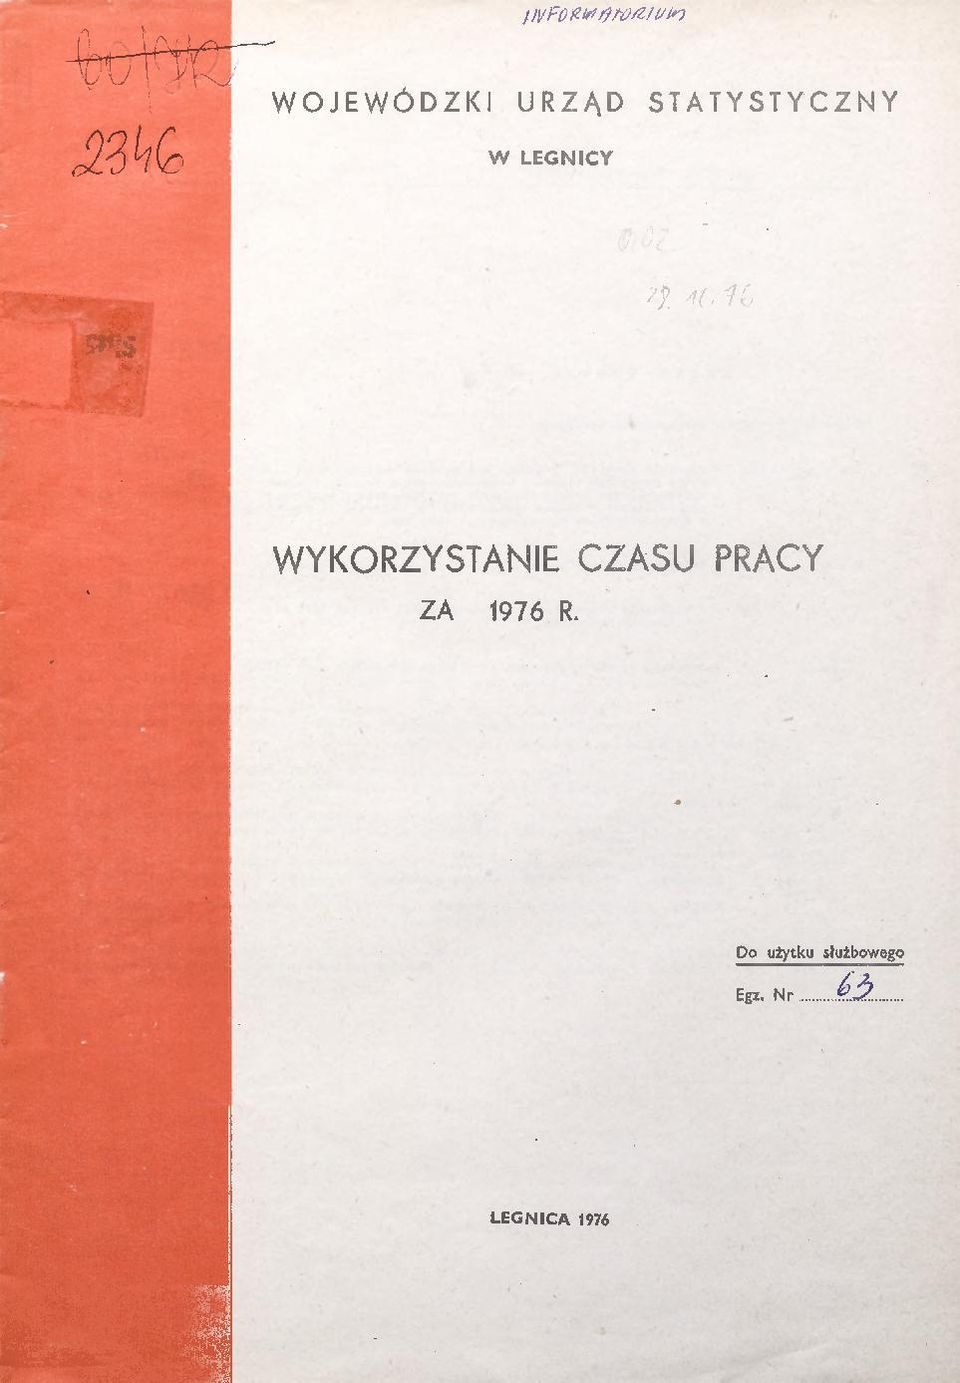 INFORMATORIUM
2346
WOJEWÓDZKI URZĄD STATYSTYCZNY
W LEGNICY
WYKORZYSTANIE CZASU PRACY
ZA 1976 R.
Do użytku służbowego
Egz. Nr 63
LEGNICA 1976